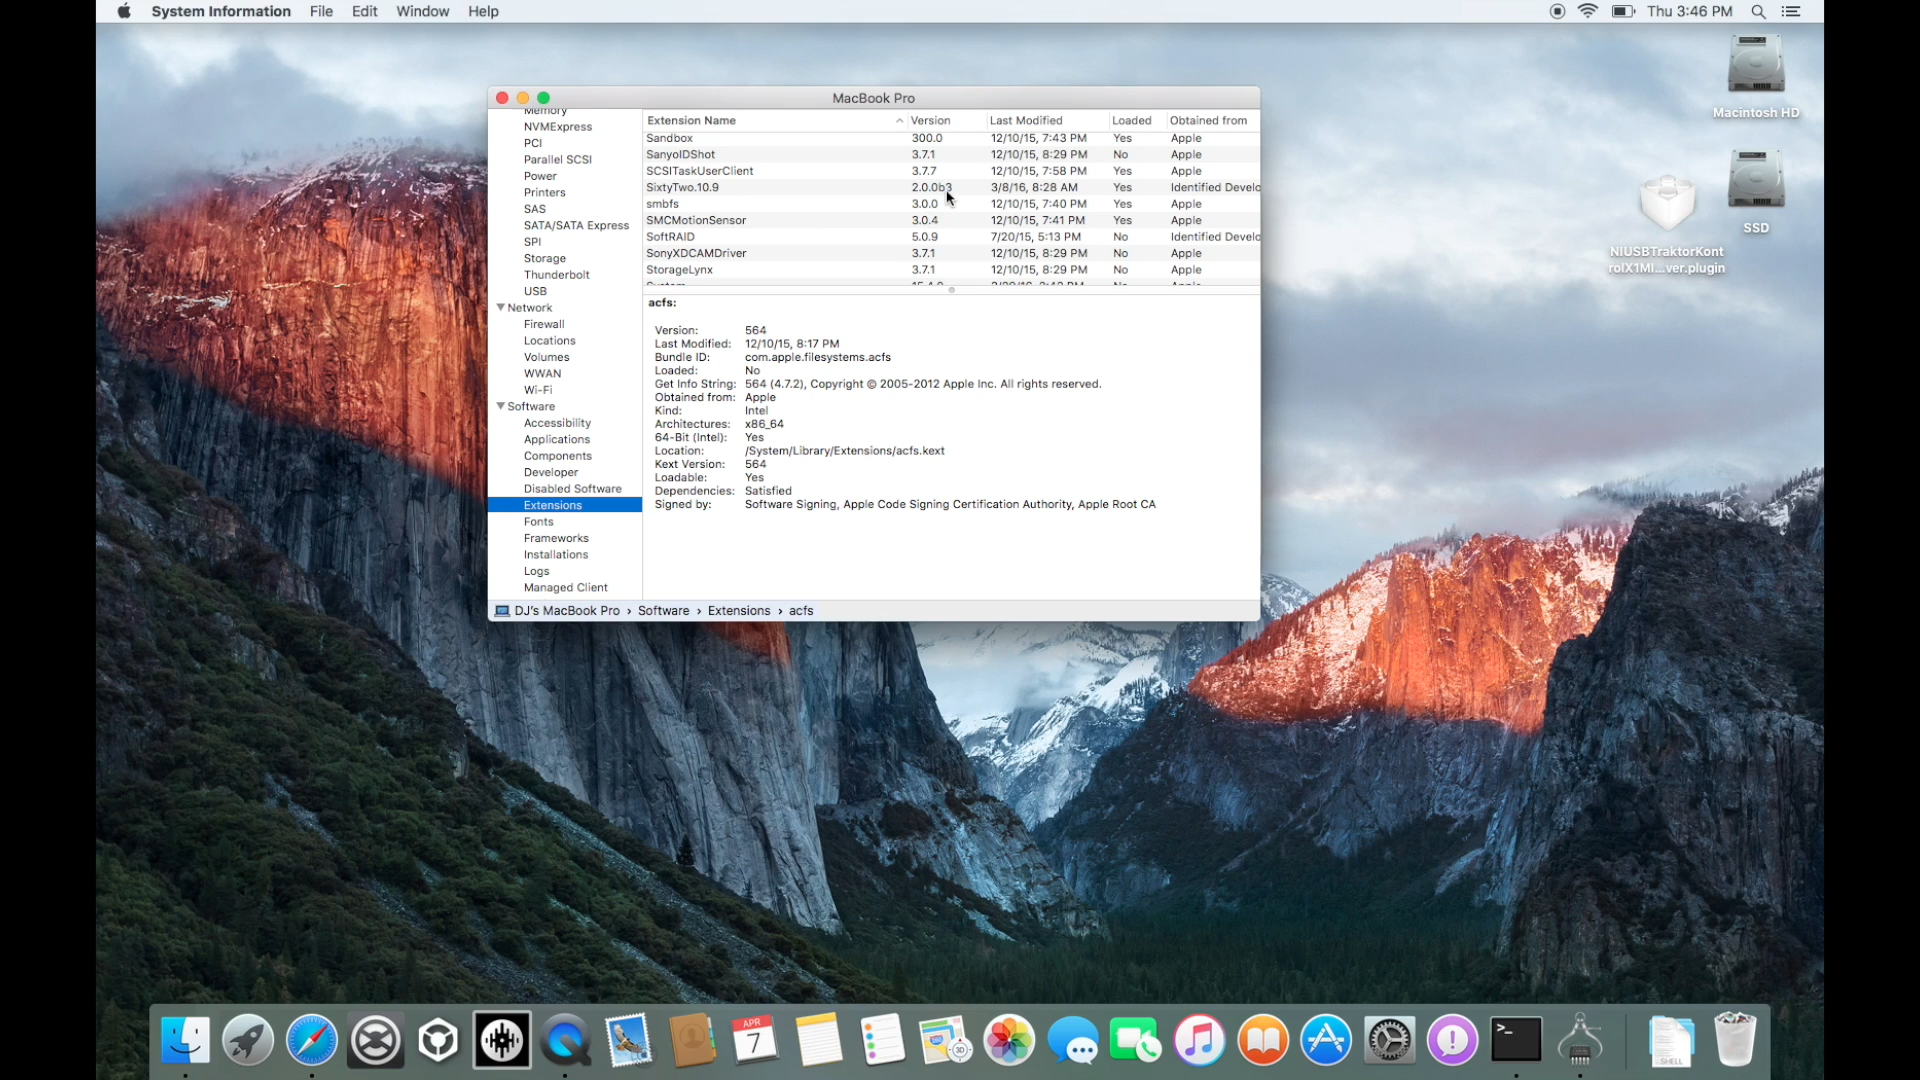 System Information File Edit Window Help
Thu 3:46 PM
MacBook Pro
Memory
NVMExpress
PCI
Parallel SCSI
Power
Printers
SAS
SATA/SATA Express
SPI
Storage
Thunderbolt
USB
Network
Firewall
Locations
Volumes
WWAN
Wi-Fi
Software
Accessibility
Applications
Components
Developer
Disabled Software
Extensions
Fonts
Frameworks
Installations
Logs
Managed Client
Extension Name Version Last Modified Loaded Obtained from
Sandbox 300.0 12/10/15, 7:43 PM Yes Apple
SanyoIDShot 3.7.1 12/10/15, 8:29 PM No Apple
SCSITaskUserClient 3.7.7 12/10/15, 7:58 PM Yes Apple
SixtyTwo.10.9 2.0.0b3 3/8/16, 8:28 AM Yes Identified Develo
smbfs 3.0.0 12/10/15, 7:40 PM Yes Apple
SMCMotionSensor 3.0.4 12/10/15, 7:41 PM Yes Apple
SoftRAID 5.0.9 7/20/15, 5:13 PM No Identified Develo
SonyXDCAMDriver 3.7.1 12/10/15, 8:29 PM No Apple
StorageLynx 3.7.1 12/10/15, 8:29 PM No Apple
acfs:
Version: 564
Last Modified: 12/10/15, 8:17 PM
Bundle ID: com.apple.filesystems.acfs
Loaded: No
Get Info String: 564 (4.7.2), Copyright © 2005-2012 Apple Inc. All rights reserved.
Obtained from: Apple
Kind: Intel
Architectures: x86_64
64-Bit (Intel): Yes
Location: /System/Library/Extensions/acfs.kext
Kext Version: 564
Loadable: Yes
Dependencies: Satisfied
Signed by: Software Signing, Apple Code Signing Certification Authority, Apple Root CA
DJ's MacBook Pro › Software › Extensions › acfs
Macintosh HD
SSD
NIUSBTraktorKont
rolX1MI...ver.plugin
APR
7
3D
>_
SHELL